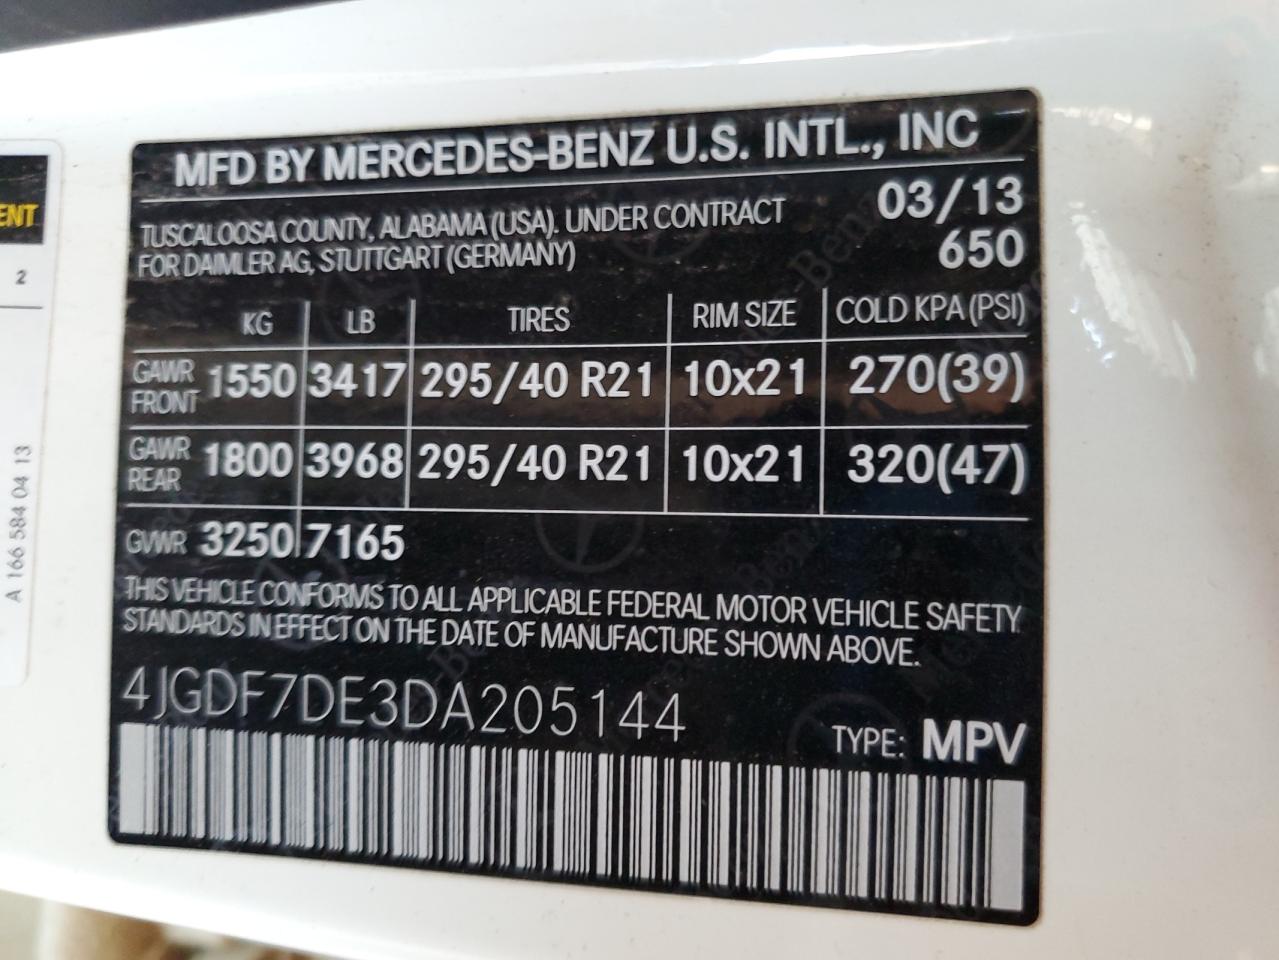 MFD BY MERCEDES-BENZ U.S. INTL., INC
TUSCALOOSA COUNTY, ALABAMA (USA). UNDER CONTRACT 03/13
FOR DAIMLER AG, STUTTGART (GERMANY) 650
KG LB TIRES RIM SIZE COLD KPA (PSI)
GAWR FRONT 1550 3417 295/40 R21 10x21 270(39)
GAWR REAR 1800 3968 295/40 R21 10x21 320(47)
GVWR 3250 7165
THIS VEHICLE CONFORMS TO ALL APPLICABLE FEDERAL MOTOR VEHICLE SAFETY
STANDARDS IN EFFECT ON THE DATE OF MANUFACTURE SHOWN ABOVE.
4JGDF7DE3DA205144
TYPE: MPV
ENT
2
A 166 584 04 13